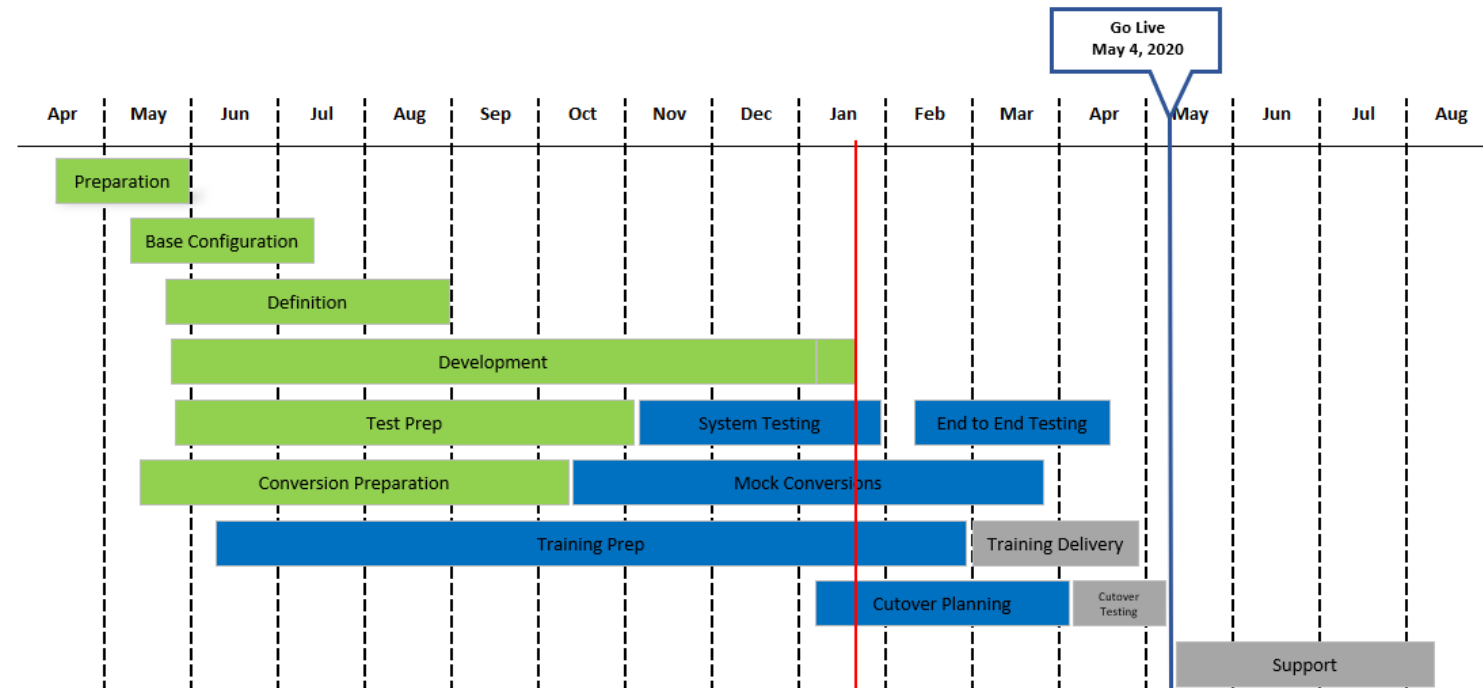 Go Live
May 4, 2020
Apr May Jun Jul Aug Sep Oct Nov Dec Jan Feb Mar Apr May Jun Jul Aug
Preparation
Base Configuration
Definition
Development
Test Prep System Testing End to End Testing
Conversion Preparation Mock Conversions
Training Prep Training Delivery
Cutover Planning Cutover
Testing
Support